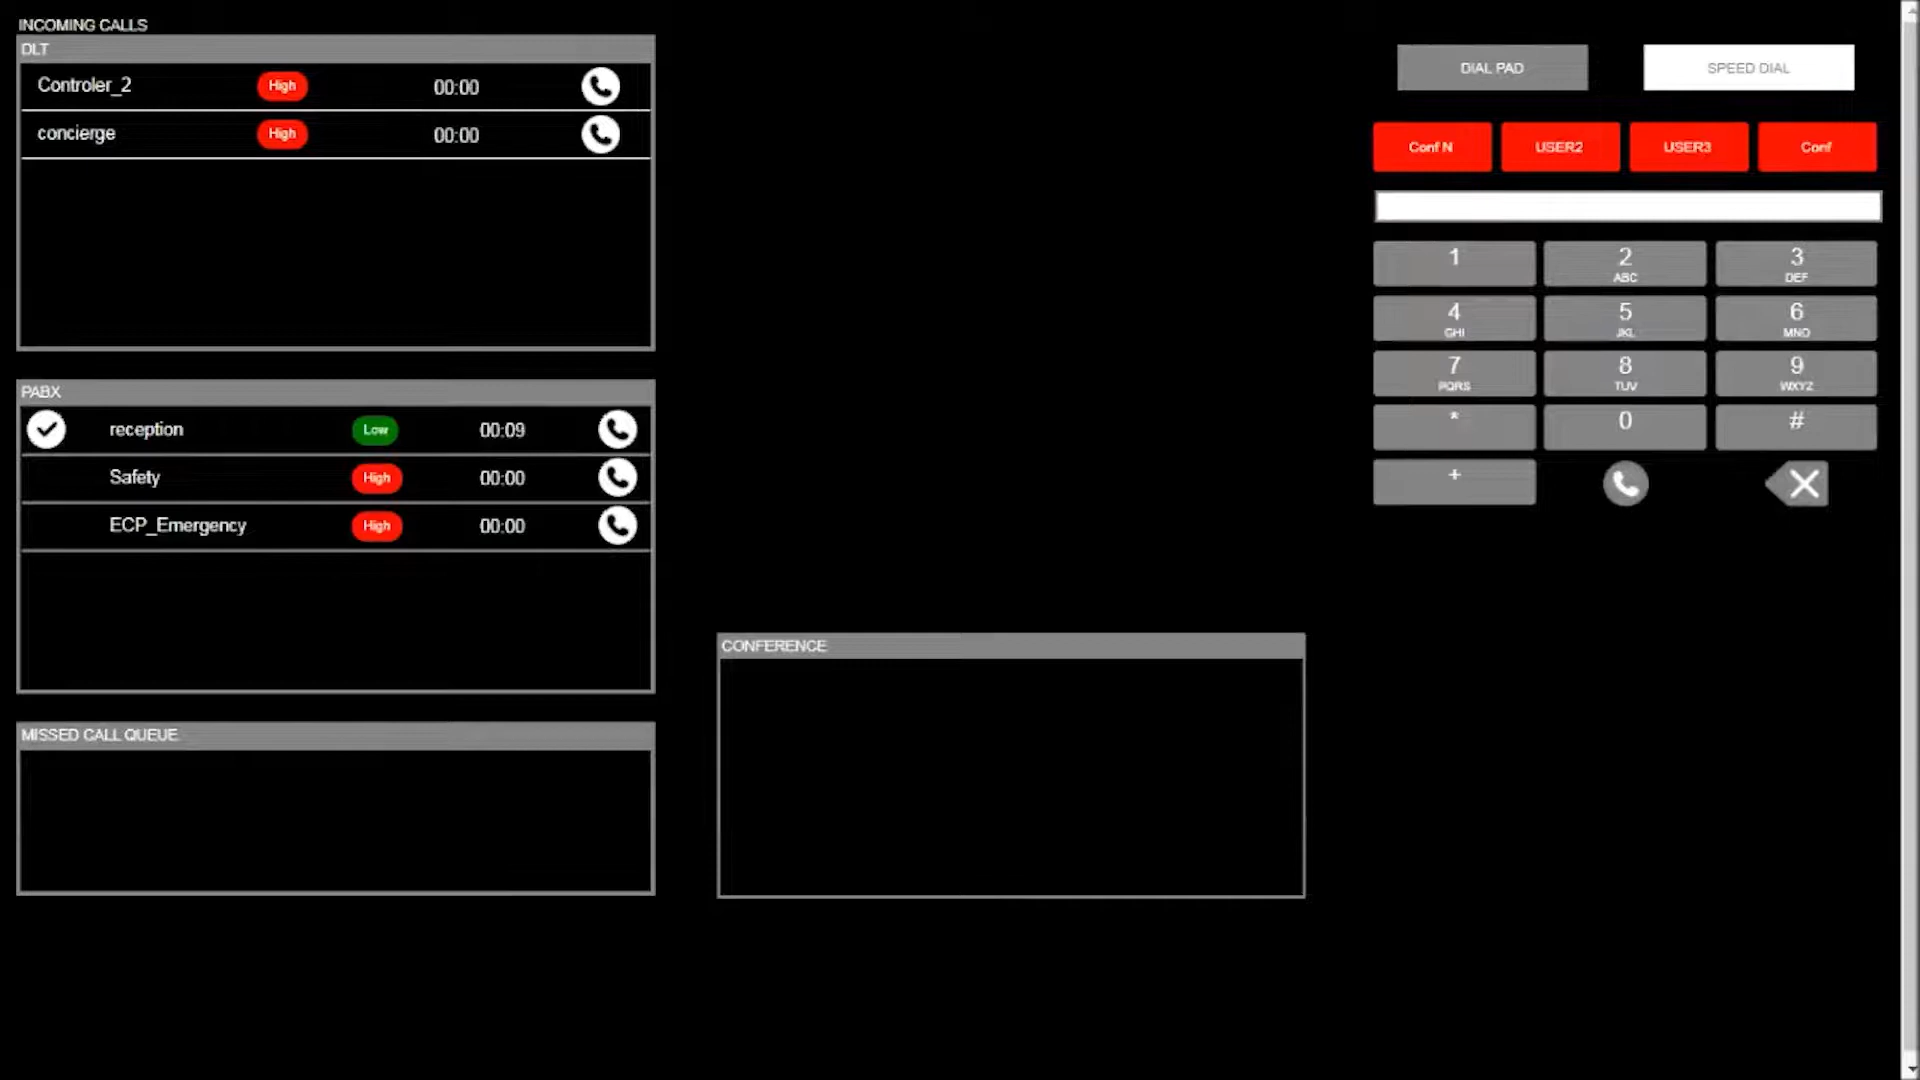 INCOMING CALLS
DLT
Controler_2 High 00:00
concierge High 00:00
PABX
reception Low 00:09
Safety High 00:00
ECP_Emergency High 00:00
MISSED CALL QUEUE
CONFERENCE
DIAL PAD SPEED DIAL
Conf N USER2 USER3 Conf
1 2 3
ABC DEF
4 5 6
GHI JKL MNO
7 8 9
PQRS TUV WXYZ
* 0 #
+